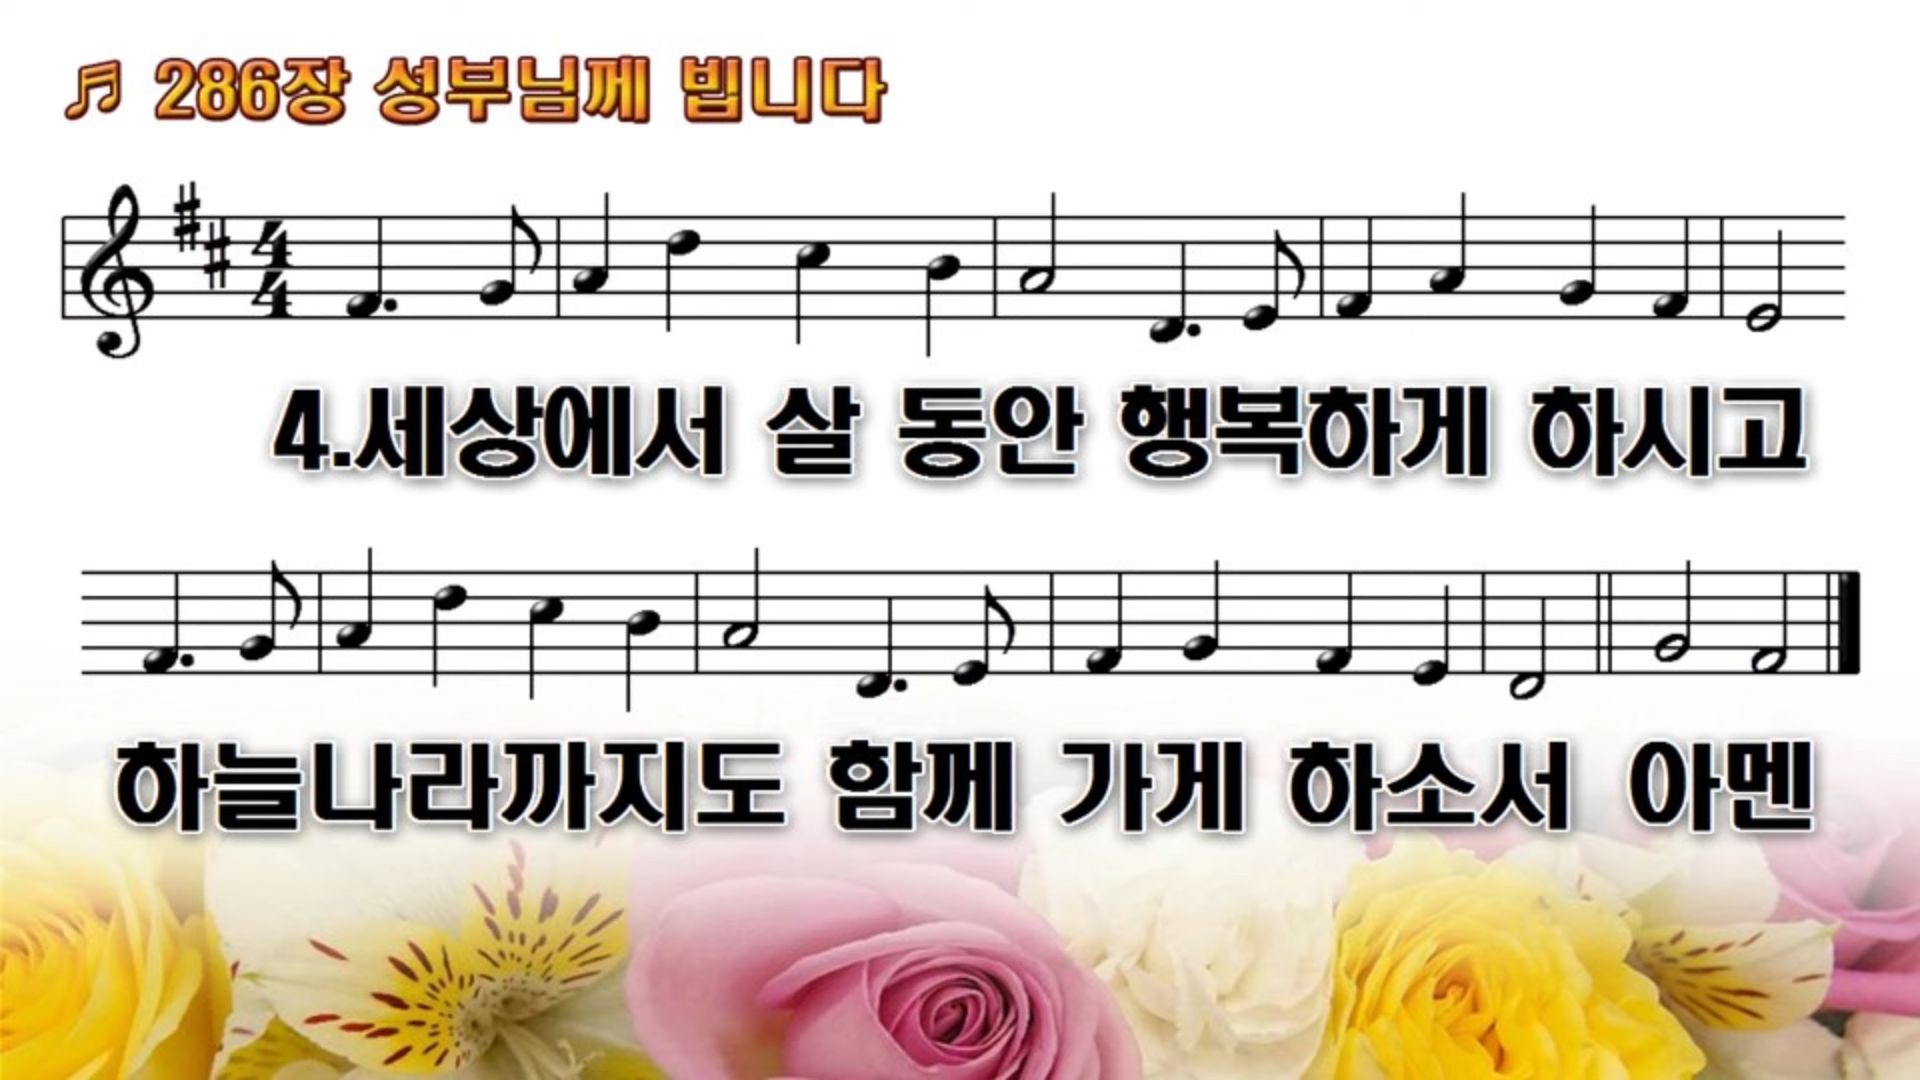 ♬ 286장 성부님께 빕니다
4.세상에서 살 동안 행복하게 하시고
하늘나라까지도 함께 가게 하소서 아멘